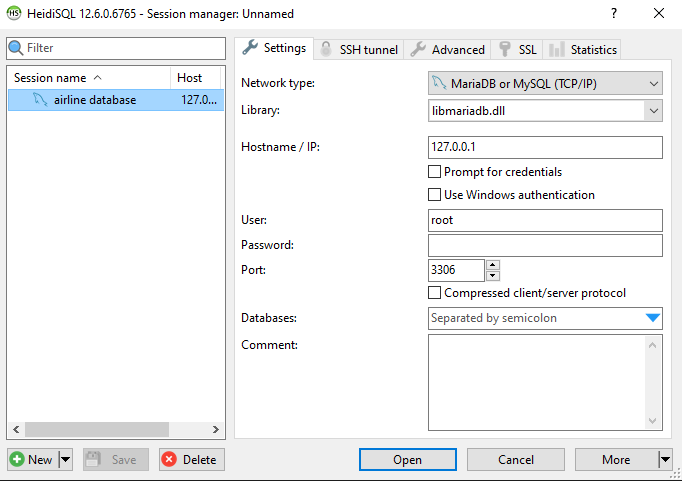 HeidiSQL 12.6.0.6765 - Session manager: Unnamed
Filter
Session name Host
airline database 127.0...
New Save Delete
Settings SSH tunnel Advanced SSL Statistics
Network type: MariaDB or MySQL (TCP/IP)
Library: libmariadb.dll
Hostname / IP: 127.0.0.1
Prompt for credentials
Use Windows authentication
User: root
Password:
Port: 3306
Compressed client/server protocol
Databases: Separated by semicolon
Comment:
Open Cancel More